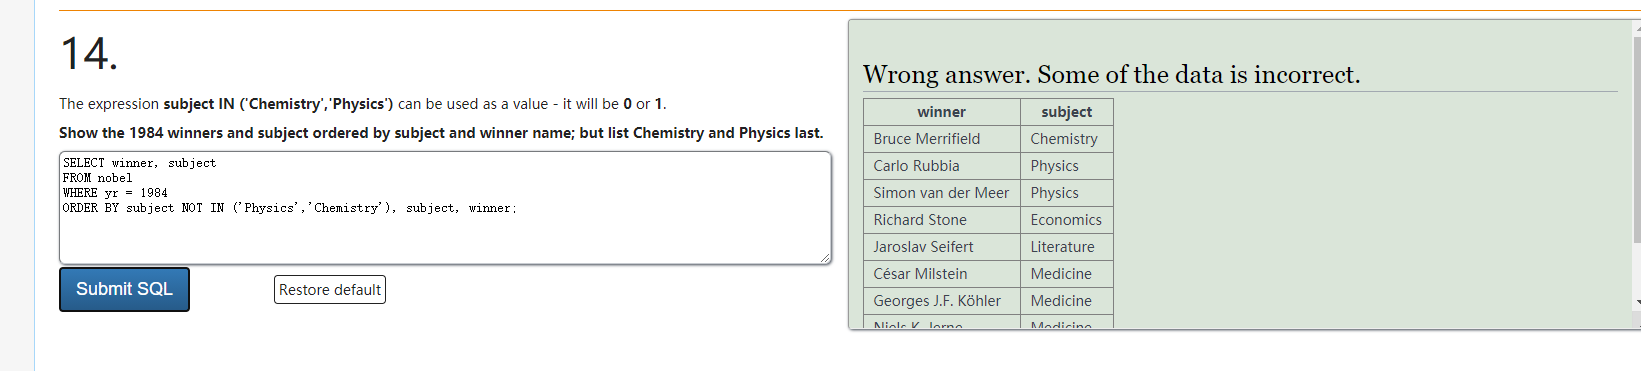 14.
The expression subject IN ('Chemistry','Physics') can be used as a value - it will be 0 or 1.
Show the 1984 winners and subject ordered by subject and winner name; but list Chemistry and Physics last.
SELECT winner, subject
FROM nobel
WHERE yr = 1984
ORDER BY subject NOT IN ('Physics','Chemistry'), subject, winner;
Submit SQL
Restore default
Wrong answer. Some of the data is incorrect.
winner subject
Bruce Merrifield Chemistry
Carlo Rubbia Physics
Simon van der Meer Physics
Richard Stone Economics
Jaroslav Seifert Literature
César Milstein Medicine
Georges J.F. Köhler Medicine
Niels K. Jerne Medicine